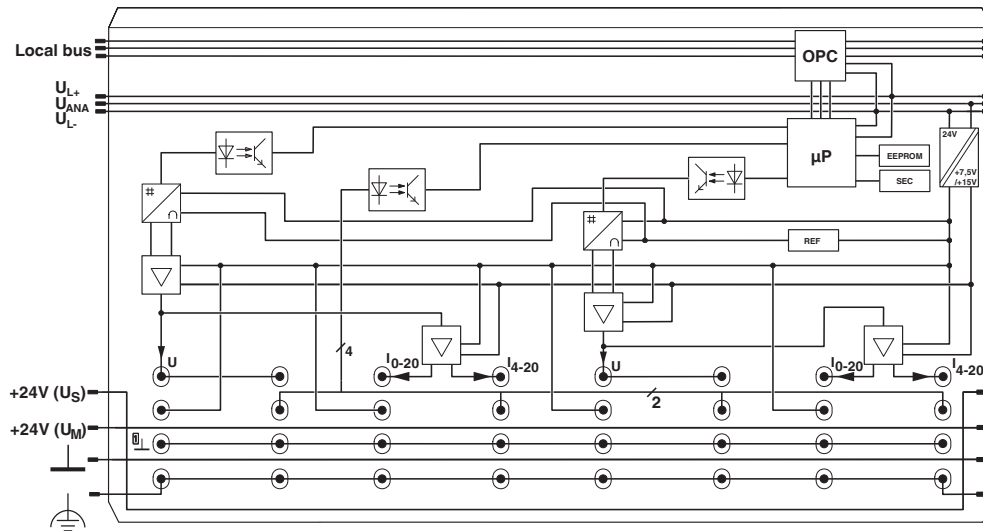 OPC
Local bus
UL+
UANA
UL-
24V
+7,5V
/+15V
µP
EEPROM
SEC
#
#
REF
4
U
I0-20
I4-20
U
I0-20
I4-20
+24V (US)
2
+24V (UM)
1